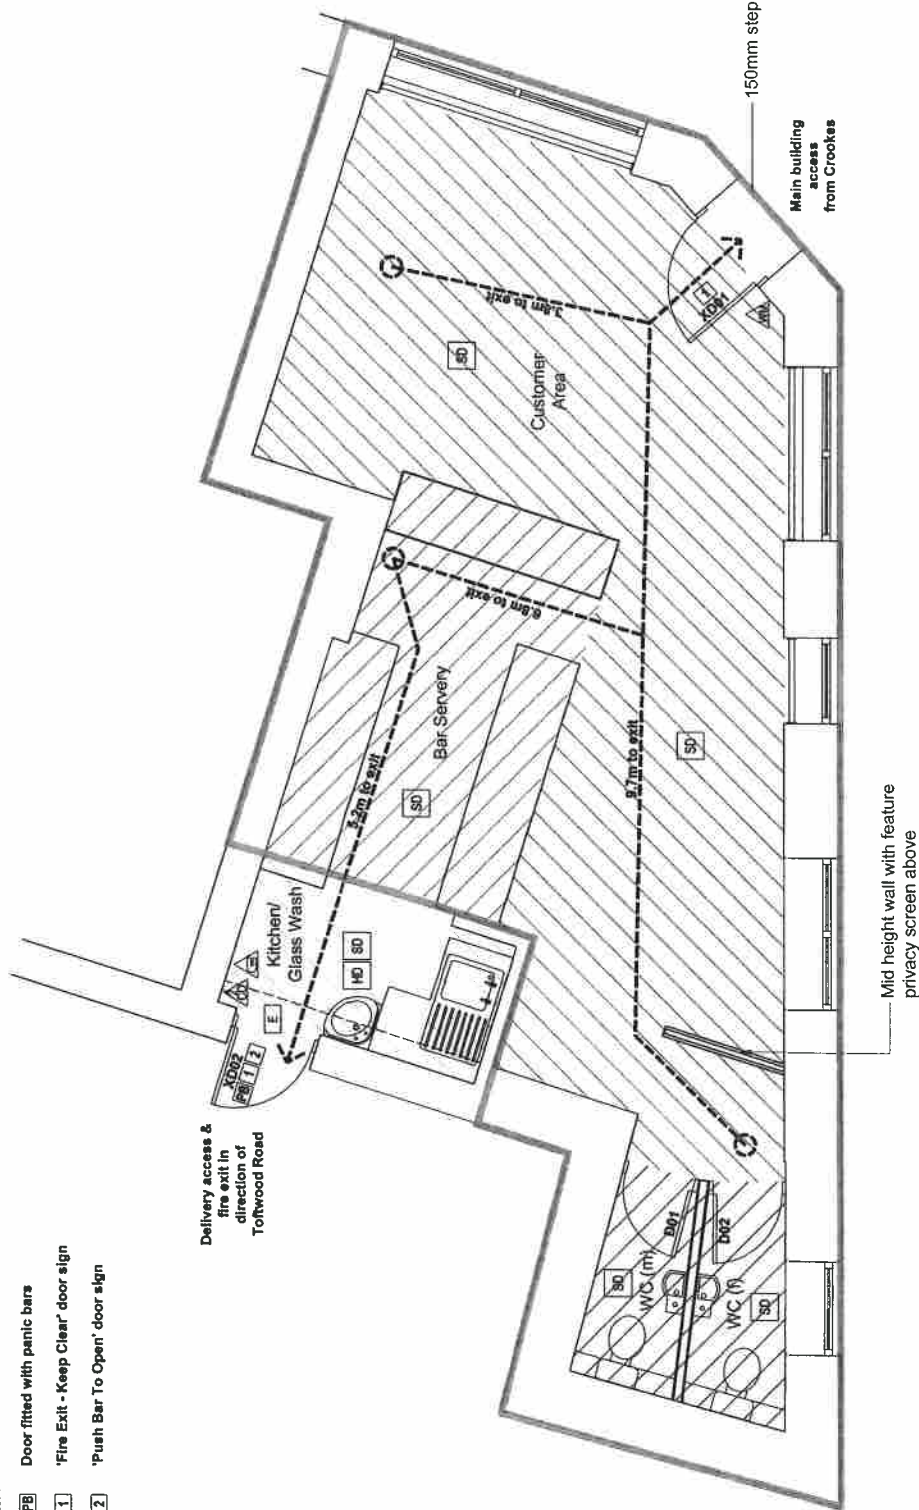 PB Door fitted with panic bars
1 'Fire Exit - Keep Clear' door sign
2 'Push Bar To Open' door sign
Delivery access &
fire exit in
direction of
Toftwood Road
XD02
PB 1 2
E
Kitchen/
Glass Wash
HD SD
5.2m to exit
Bar Servery
SD
6.8m to exit
SD
Customer
Area
3.8m to exit
1
XD01
WM
150mm step
Main building
access
from Crookes
9.7m to exit
SD
Mid height wall with feature
privacy screen above
D01
D02
SD
WC (m)
WC (f)
SD